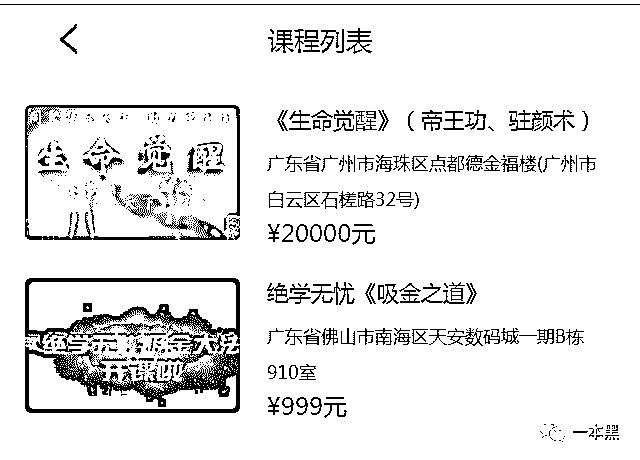 课程列表
生命觉醒
《生命觉醒》（帝王功、驻颜术）
广东省广州市海珠区点都德金福楼(广州市
白云区石槎路32号)
¥20000元
开课啦
绝学无忧《吸金之道》
广东省佛山市南海区天安数码城一期B栋
910室
¥999元
一本黑